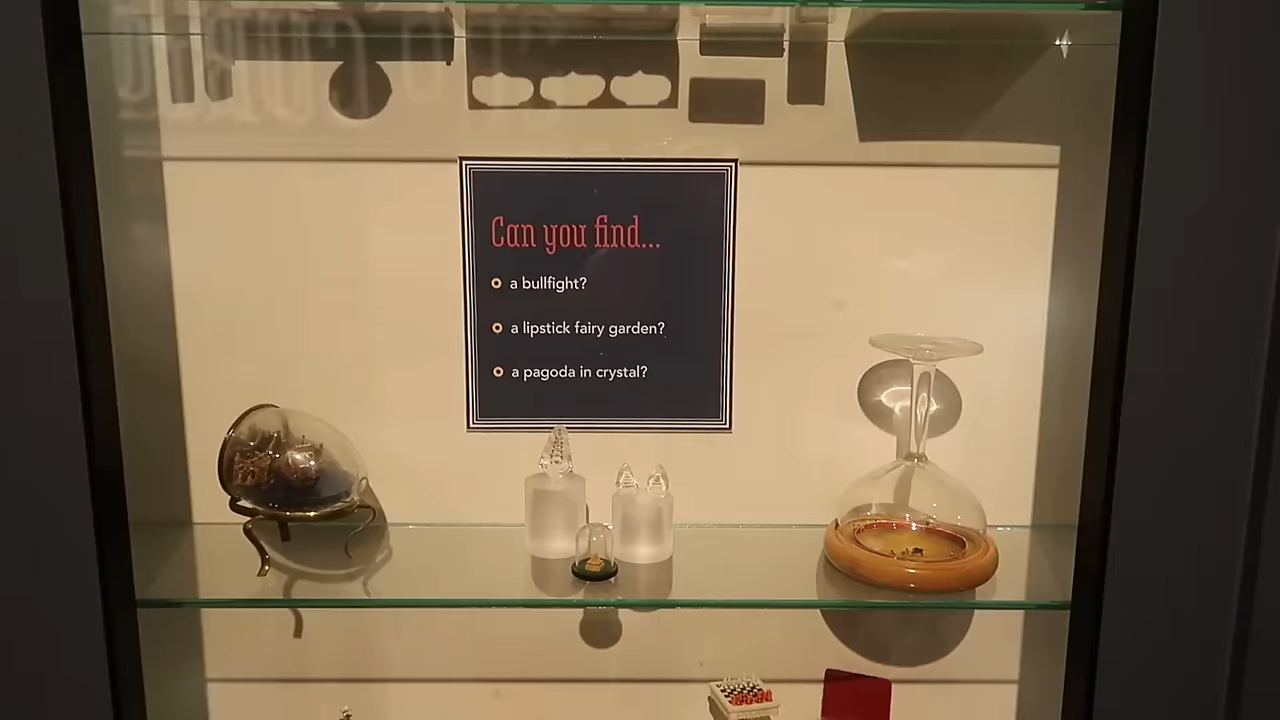 Can you find...
a bullfight?
a lipstick fairy garden?
a pagoda in crystal?